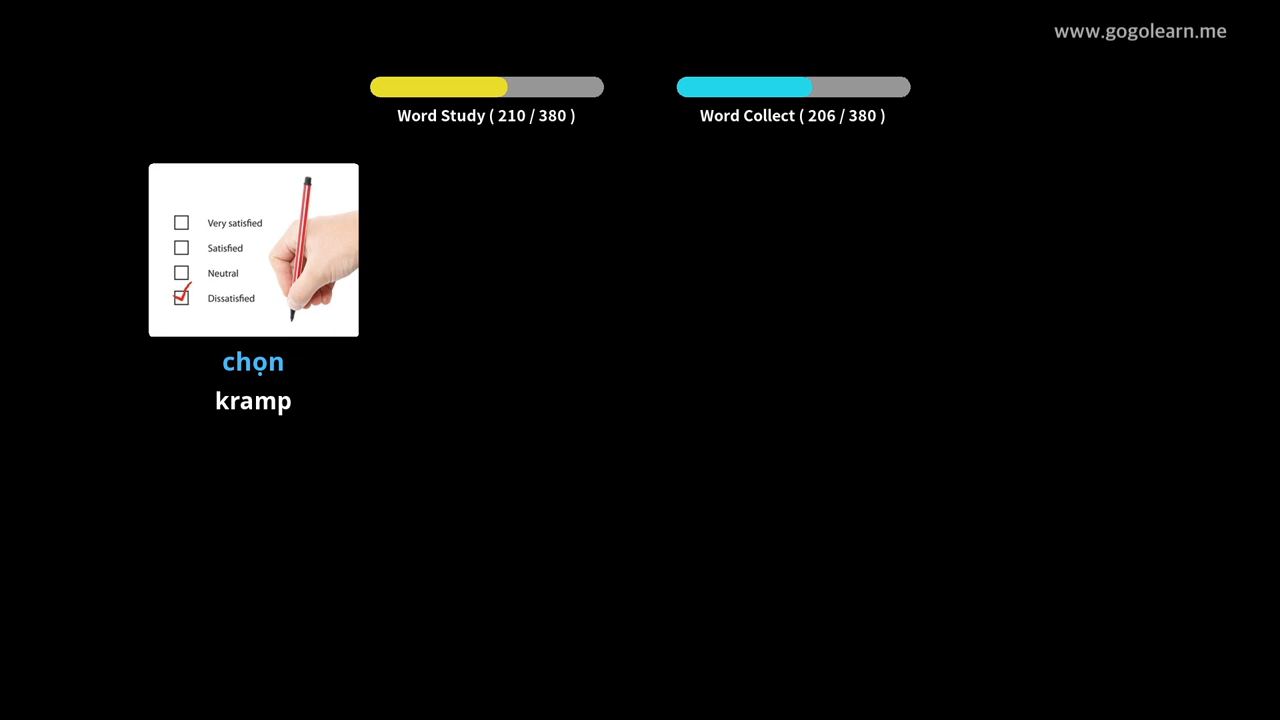 www.gogolearn.me
Word Study ( 210 / 380 )
Word Collect ( 206 / 380 )
Very satisfied
Satisfied
Neutral
Dissatisfied
chọn
kramp